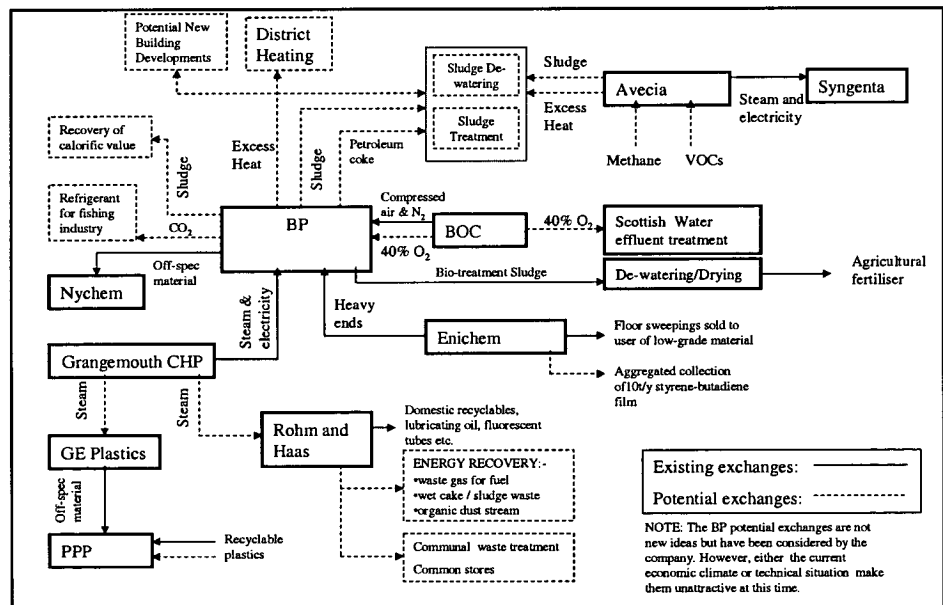 Potential New
Building
Developments
District
Heating
Sludge De-
watering
Sludge
Treatment
Sludge
Excess
Heat
Avecia
Steam and
electricity
Syngenta
Methane
VOCs
Recovery of
calorific value
Sludge
Excess
Heat
Sludge
Petroleum
coke
Refrigerant
for fishing
industry
CO2
BP
Compressed
air & N2
40% O2
BOC
40% O2
Scottish Water
effluent treatment
Off-spec
material
Nychem
Bio-treatment Sludge
De-watering/Drying
Agricultural
fertiliser
Steam &
electricity
Heavy
ends
Enichem
Floor sweepings sold to
user of low-grade material
Aggregated collection
of10t/y styrene-butadiene
film
Grangemouth CHP
Steam
Steam
GE Plastics
Rohm and
Haas
Domestic recyclables,
lubricating oil, fluorescent
tubes etc.
ENERGY RECOVERY:-
•waste gas for fuel
•wet cake / sludge waste
•organic dust stream
Communal waste treatment
Common stores
Off-spec
material
PPP
Recyclable
plastics
Existing exchanges:
Potential exchanges:
NOTE: The BP potential exchanges are not
new ideas but have been considered by the
company. However, either the current
economic climate or technical situation make
them unattractive at this time.